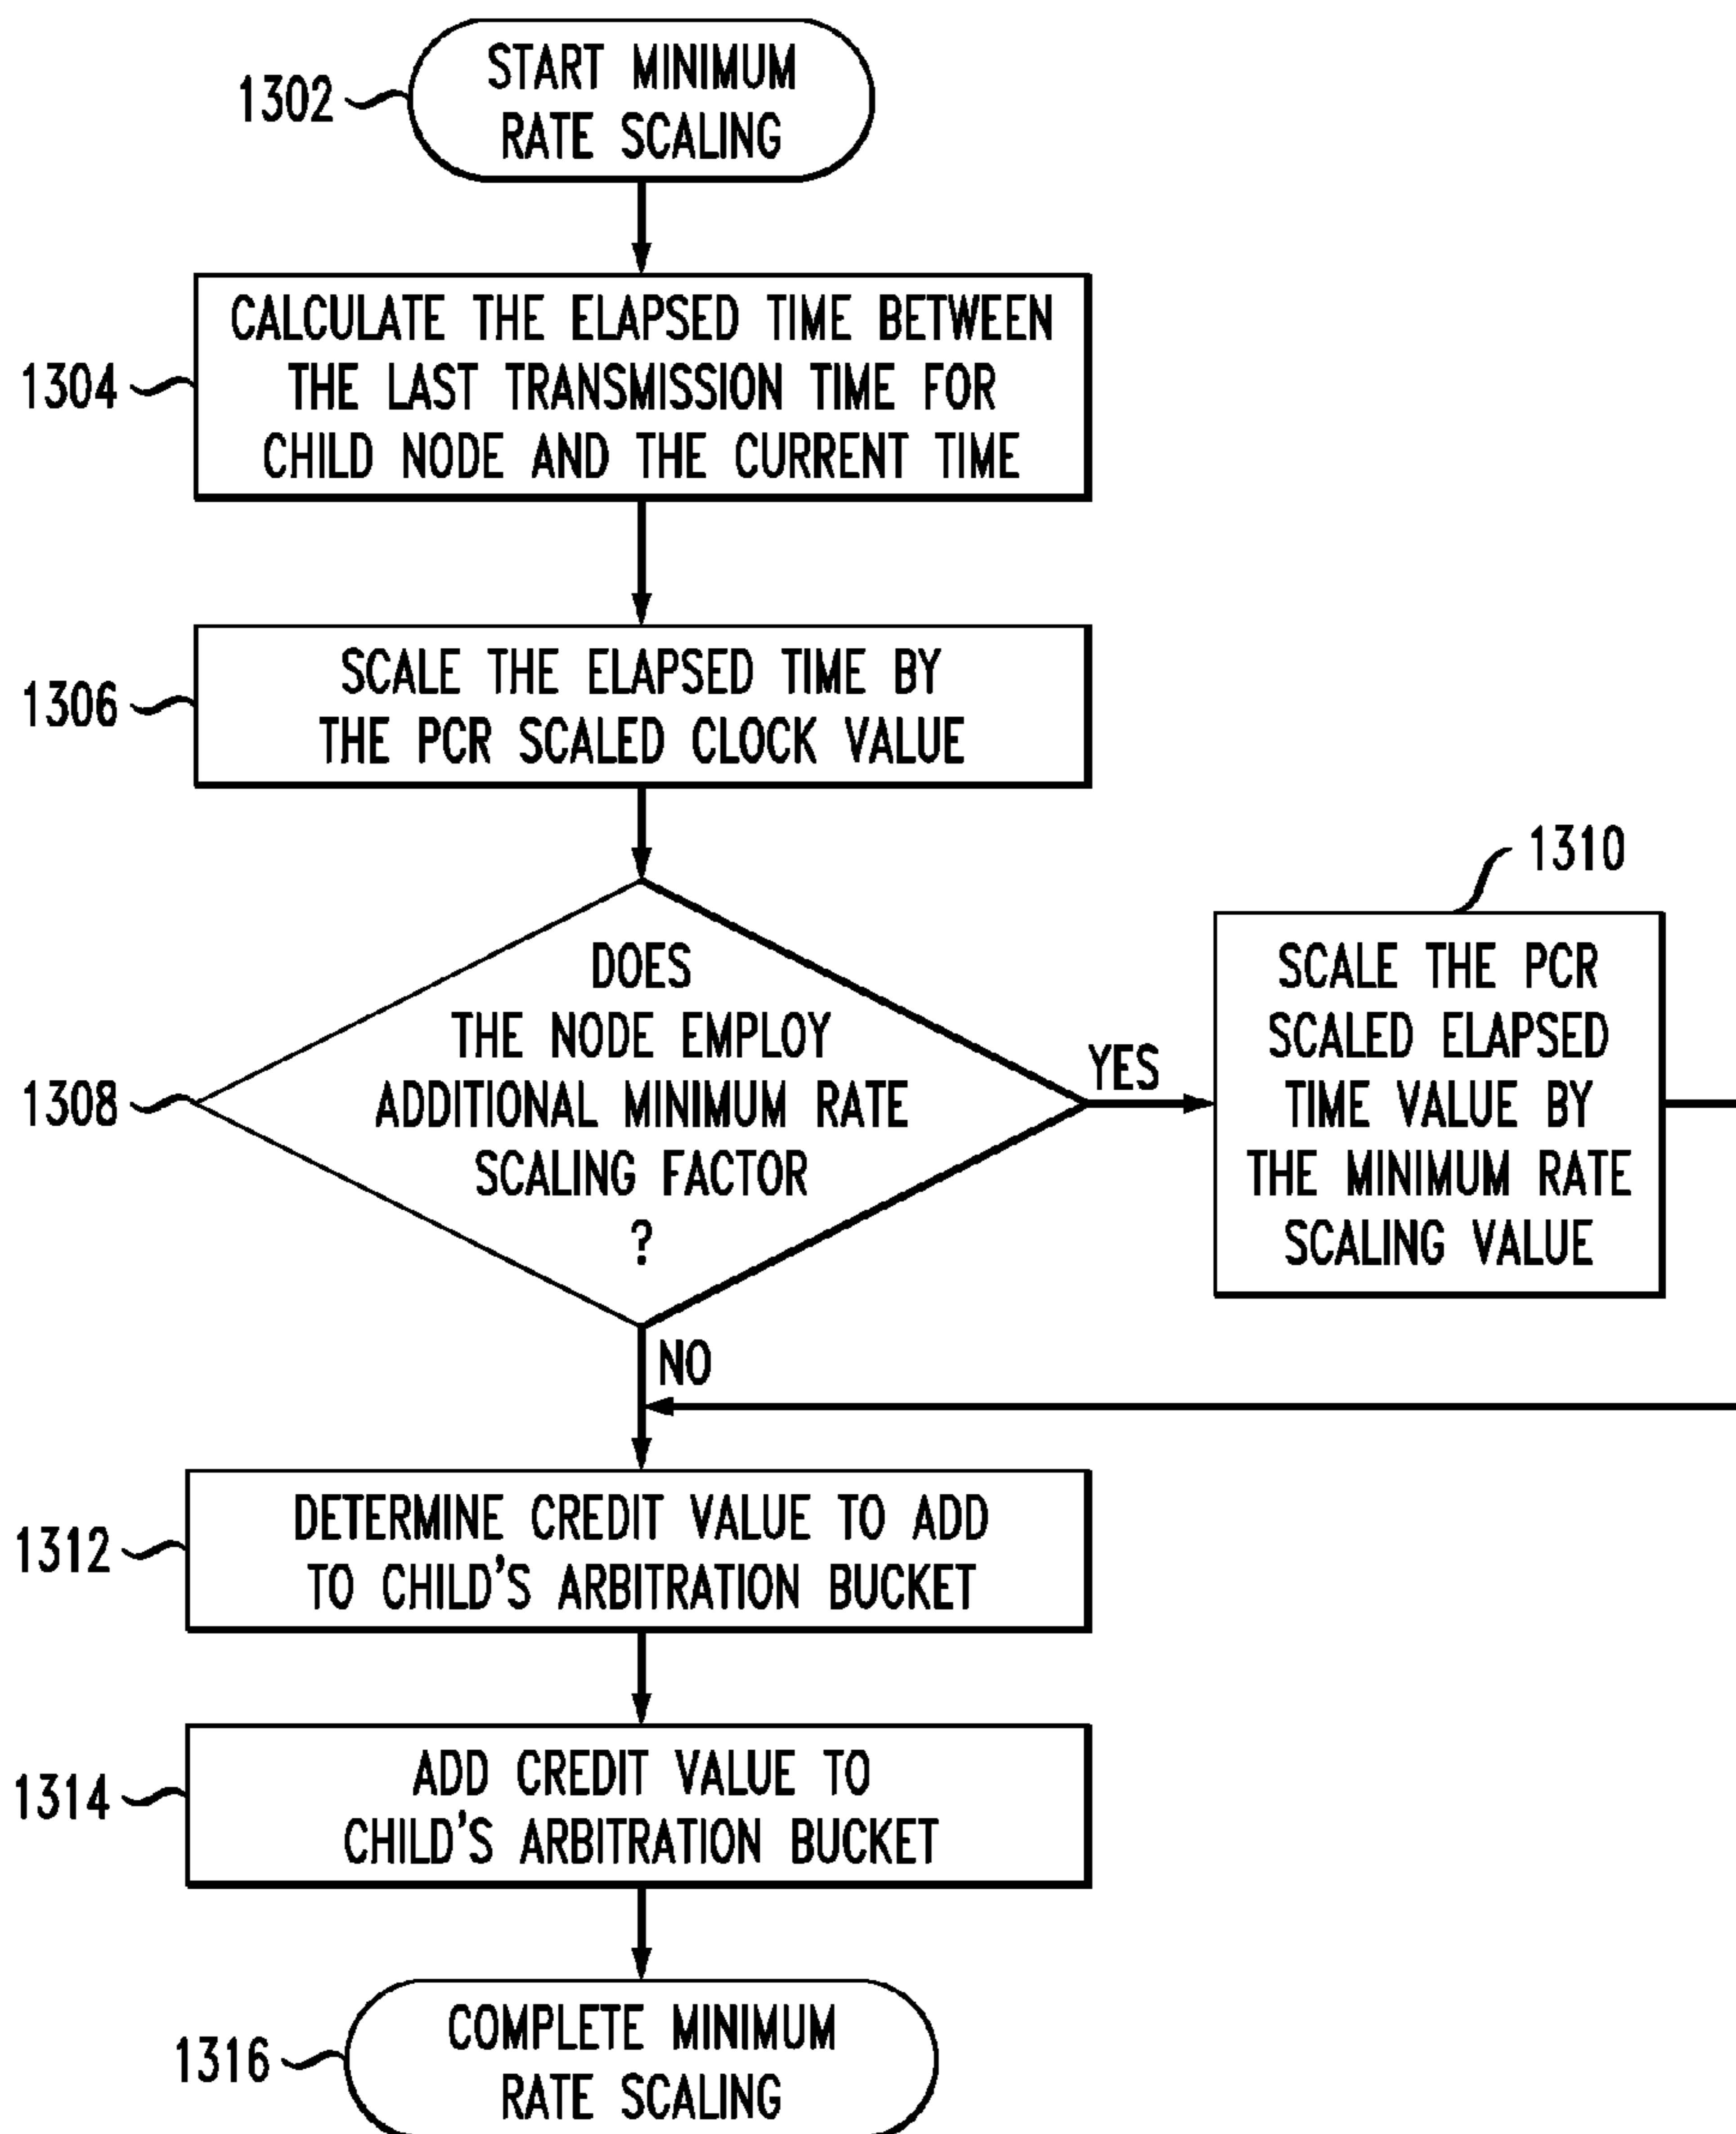 1302
START MINIMUM
RATE SCALING
1304
CALCULATE THE ELAPSED TIME BETWEEN
THE LAST TRANSMISSION TIME FOR
CHILD NODE AND THE CURRENT TIME
1306
SCALE THE ELAPSED TIME BY
THE PCR SCALED CLOCK VALUE
1308
DOES
THE NODE EMPLOY
ADDITIONAL MINIMUM RATE
SCALING FACTOR
?
YES
1310
SCALE THE PCR
SCALED ELAPSED
TIME VALUE BY
THE MINIMUM RATE
SCALING VALUE
NO
1312
DETERMINE CREDIT VALUE TO ADD
TO CHILD'S ARBITRATION BUCKET
1314
ADD CREDIT VALUE TO
CHILD'S ARBITRATION BUCKET
1316
COMPLETE MINIMUM
RATE SCALING